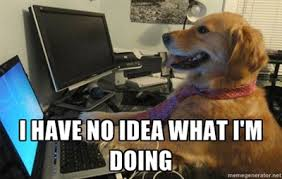 I HAVE NO IDEA WHAT I'M
DOING
memegenerator.net